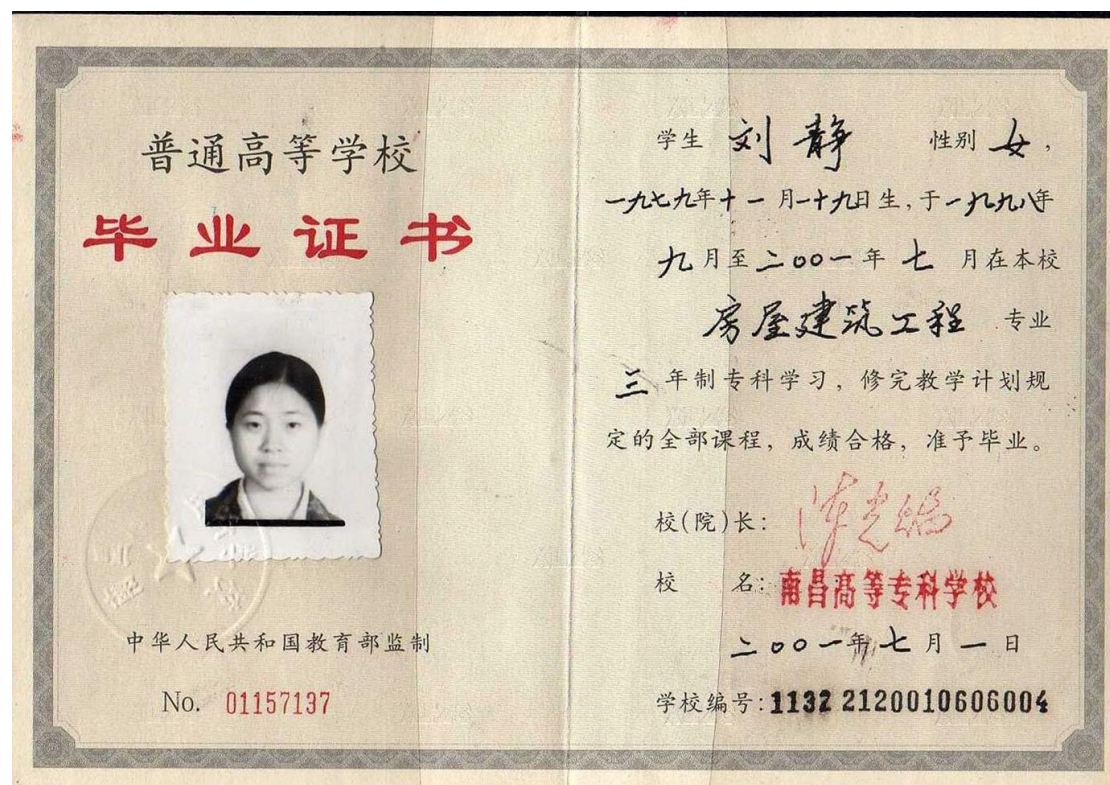 普通高等学校
毕业证书
中华人民共和国教育部监制
No. 01157137
学生 刘静 性别 女，
一九七九年十一月一十九日生，于一九九八年
九月至二〇〇一年七月在本校
房屋建筑工程 专业
三年制专科学习，修完教学计划规
定的全部课程，成绩合格，准予毕业。
校(院)长：
校 名：南昌高等专科学校
二〇〇一年七月一日
学校编号：1132 2120010606004